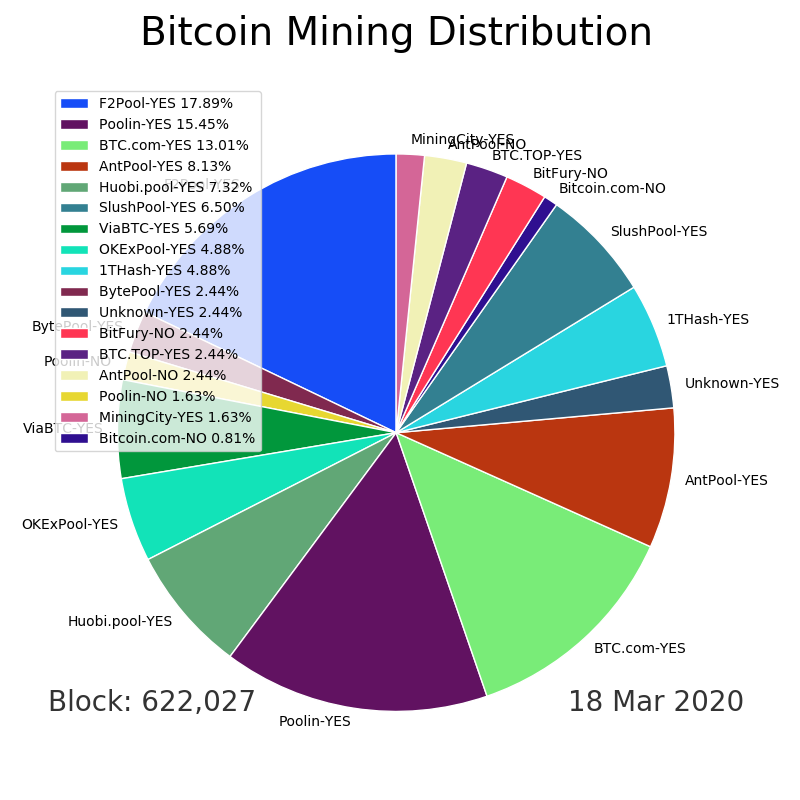 Bitcoin Mining Distribution
F2Pool-YES 17.89%
Poolin-YES 15.45%
BTC.com-YES 13.01%
AntPool-YES 8.13%
Huobi.pool-YES 7.32%
SlushPool-YES 6.50%
ViaBTC-YES 5.69%
OKExPool-YES 4.88%
1THash-YES 4.88%
BytePool-YES 2.44%
Unknown-YES 2.44%
BitFury-NO 2.44%
BTC.TOP-YES 2.44%
AntPool-NO 2.44%
Poolin-NO 1.63%
MiningCity-YES 1.63%
Bitcoin.com-NO 0.81%
MiningCity-YES
AntPool-NO
BTC.TOP-YES
BitFury-NO
Bitcoin.com-NO
SlushPool-YES
1THash-YES
Unknown-YES
AntPool-YES
BTC.com-YES
Poolin-YES
Huobi.pool-YES
OKExPool-YES
ViaBTC-YES
Poolin-NO
BytePool-YES
F2Pool-YES
Block: 622,027
18 Mar 2020